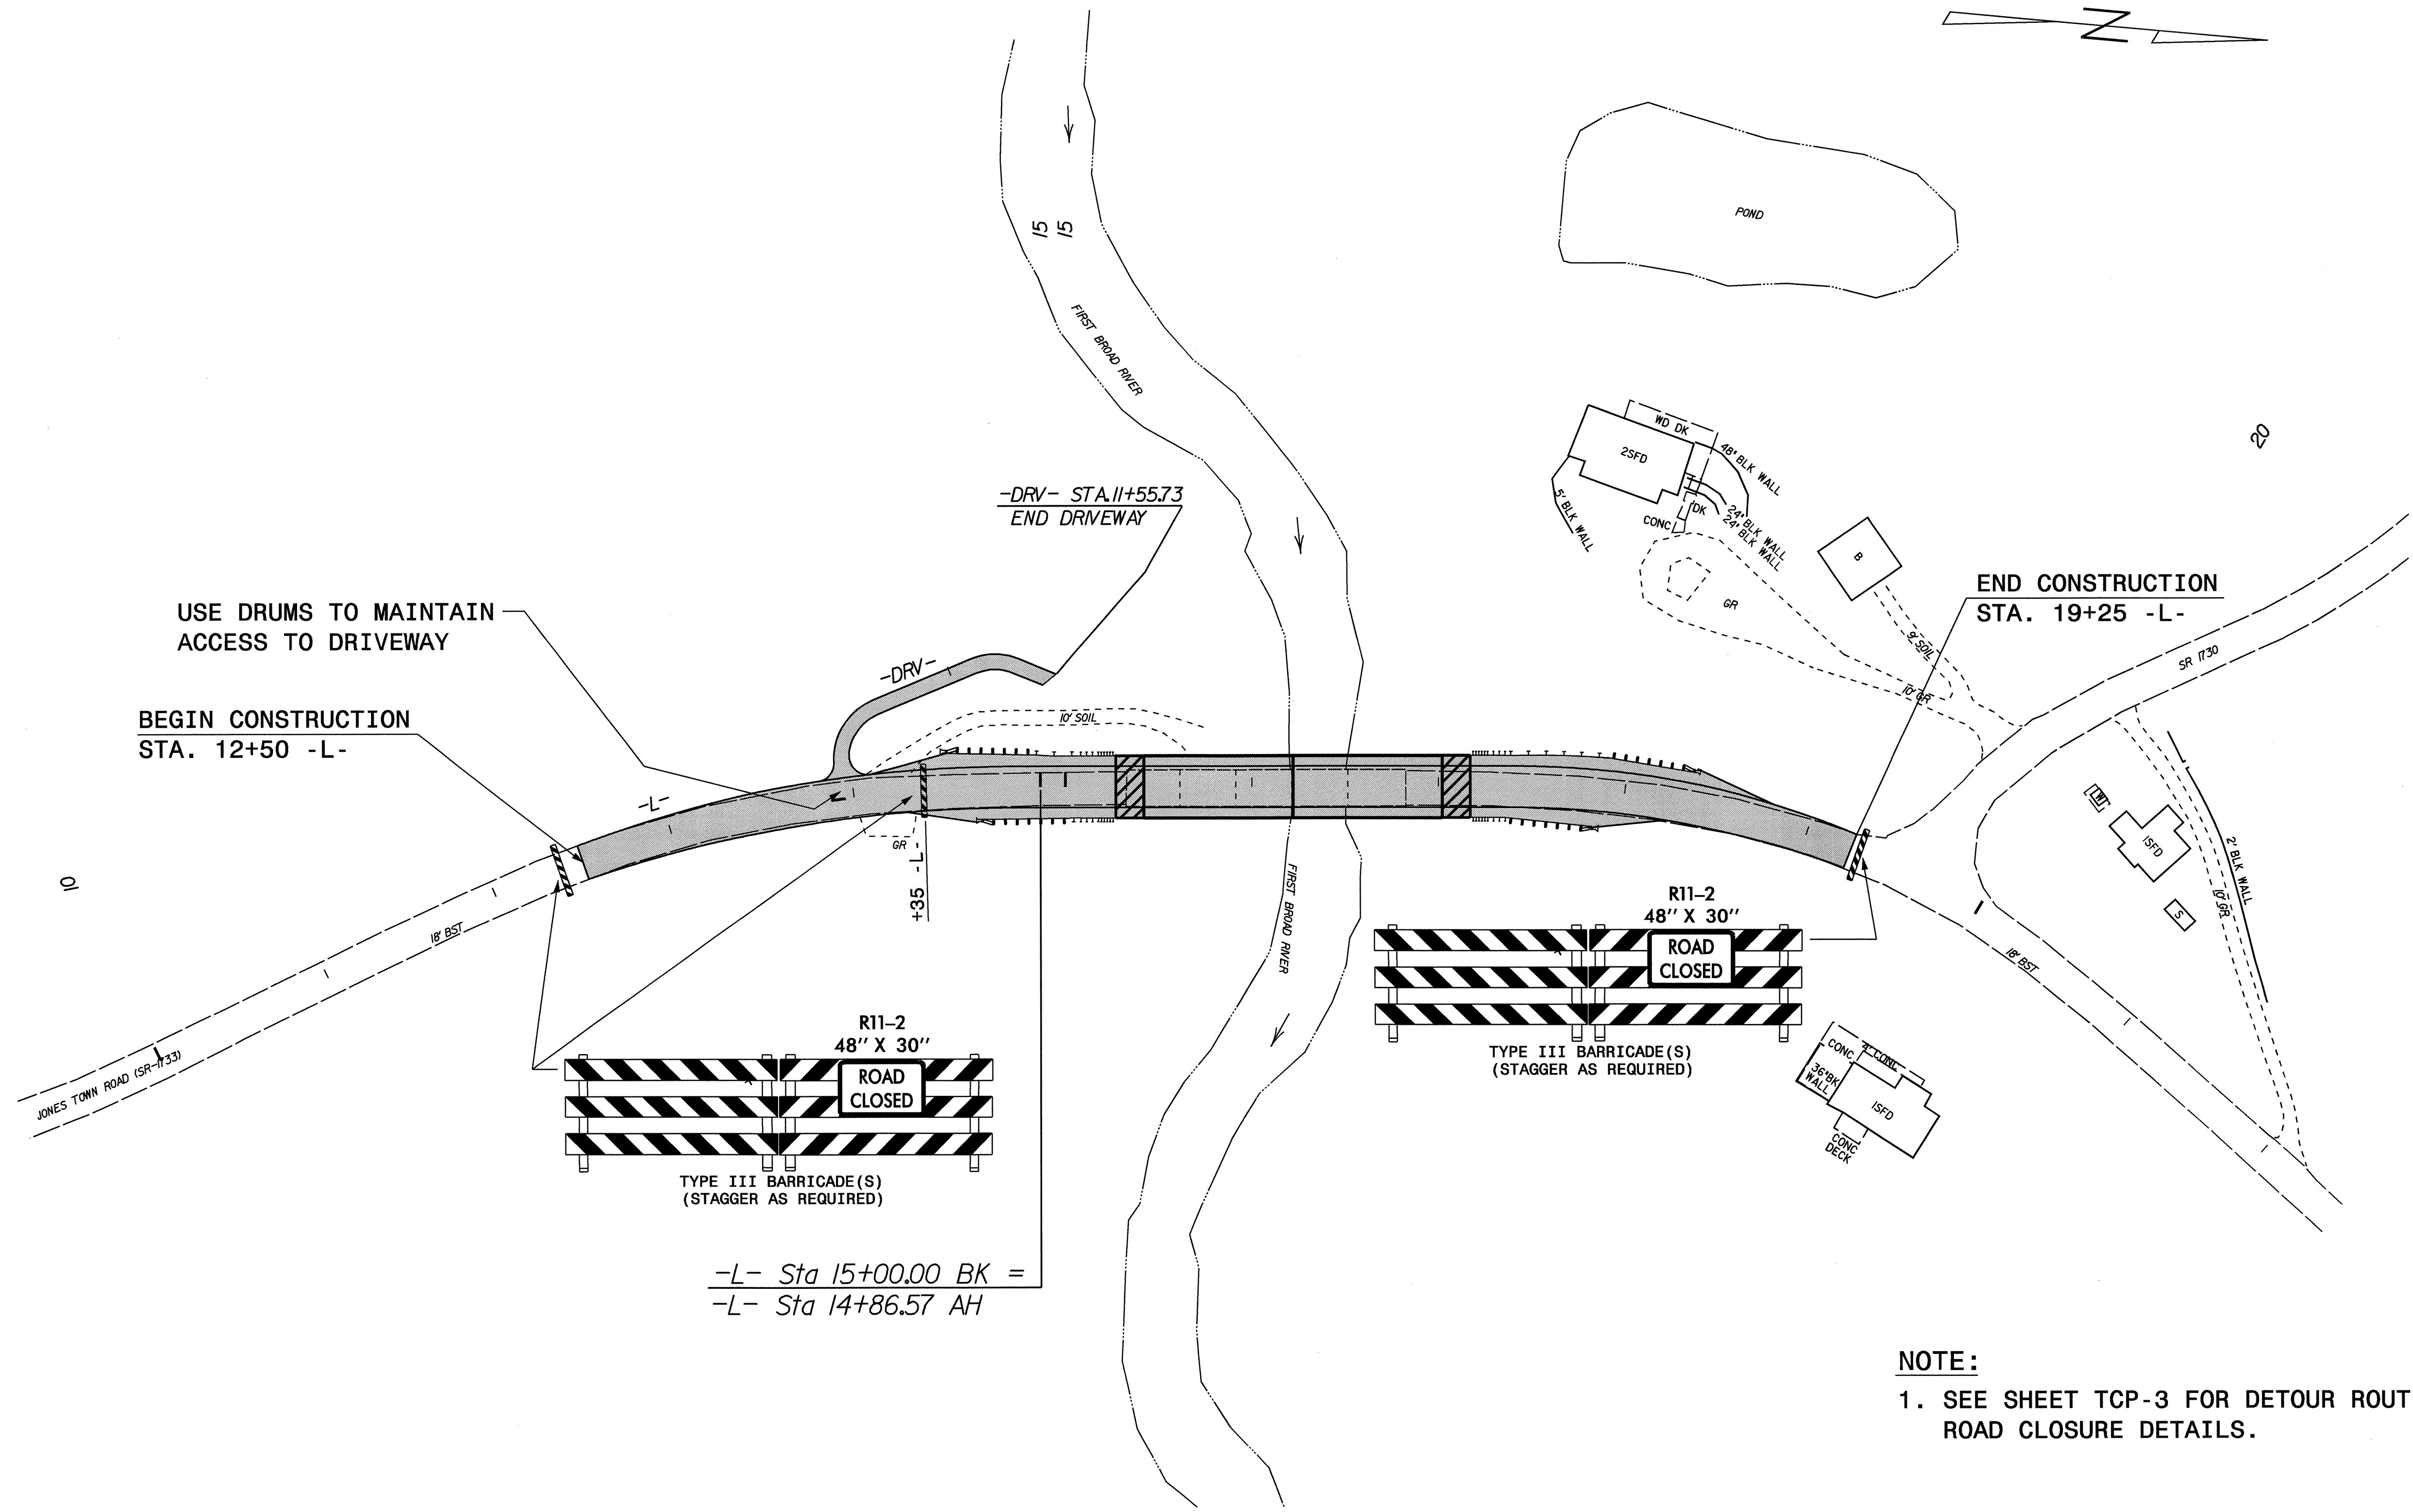 N
15
15
FIRST BROAD RIVER
POND
20
WD DK
2SFD
48" BLK WALL
5' BLK WALL
DK
CONC
24" BLK WALL
24" BLK WALL
B
GR
9' SOIL
10' GR
SR 1730
-DRV- STA.11+55.73
END DRIVEWAY
USE DRUMS TO MAINTAIN
ACCESS TO DRIVEWAY
END CONSTRUCTION
STA. 19+25 -L-
-DRV-
10' SOIL
BEGIN CONSTRUCTION
STA. 12+50 -L-
-L-
GR
+35 -L-
10
18' BST
JONES TOWN ROAD (SR-1733)
FIRST BROAD RIVER
W
1SFD
S
2' BLK WALL
10' GR
18' BST
R11-2
48" X 30"
ROAD
CLOSED
TYPE III BARRICADE(S)
(STAGGER AS REQUIRED)
R11-2
48" X 30"
ROAD
CLOSED
TYPE III BARRICADE(S)
(STAGGER AS REQUIRED)
CONC
4' CONC
36" BK
WALL
1SFD
CONC
DECK
-L- Sta 15+00.00 BK =
-L- Sta 14+86.57 AH
NOTE:
1. SEE SHEET TCP-3 FOR DETOUR ROUT
ROAD CLOSURE DETAILS.